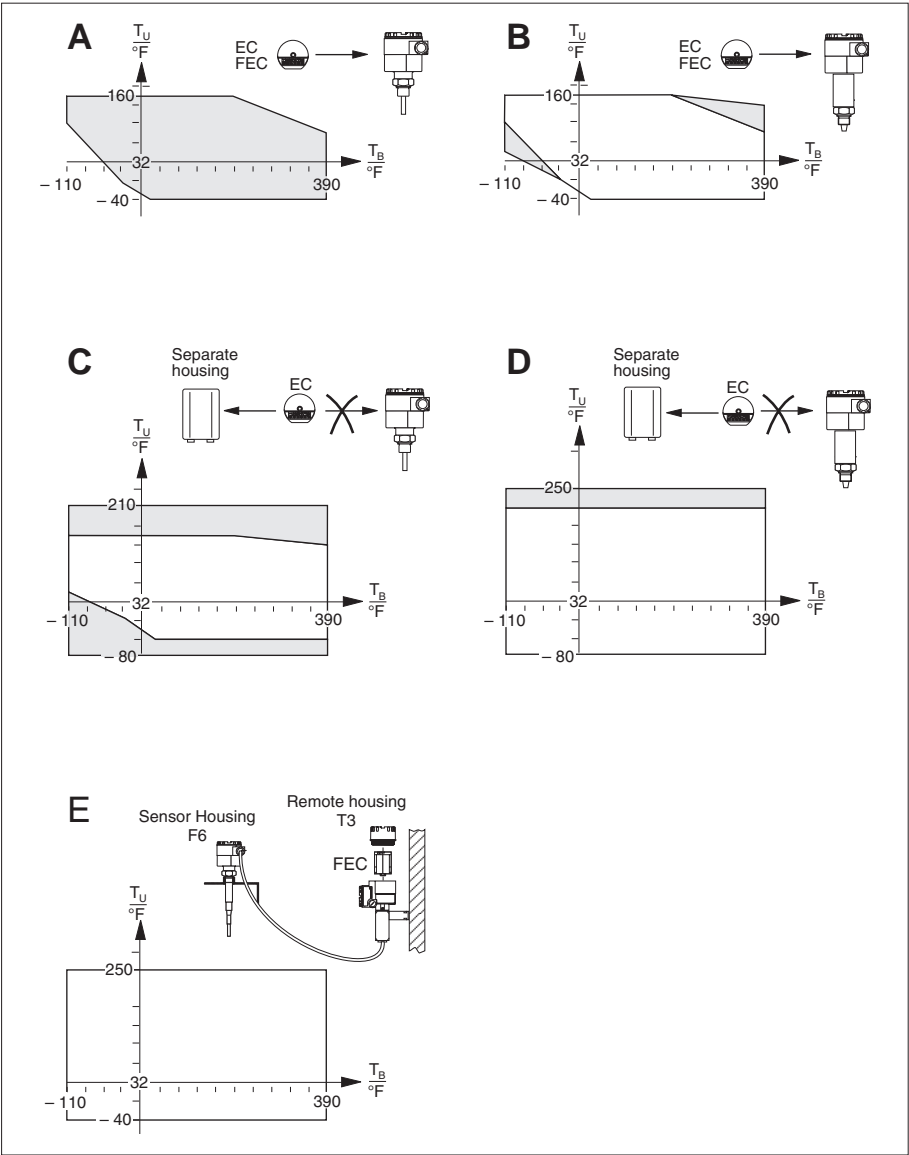 A
T_U
°F
EC
FEC
160
32
T_B
°F
– 110
390
– 40
B
T_U
°F
EC
FEC
160
32
T_B
°F
– 110
390
– 40
C
Separate
housing
EC
T_U
°F
210
32
T_B
°F
– 110
390
– 80
D
Separate
housing
EC
T_U
°F
250
32
T_B
°F
– 110
390
– 80
E
Sensor Housing
F6
Remote housing
T3
FEC
T_U
°F
250
32
T_B
°F
– 110
390
– 40